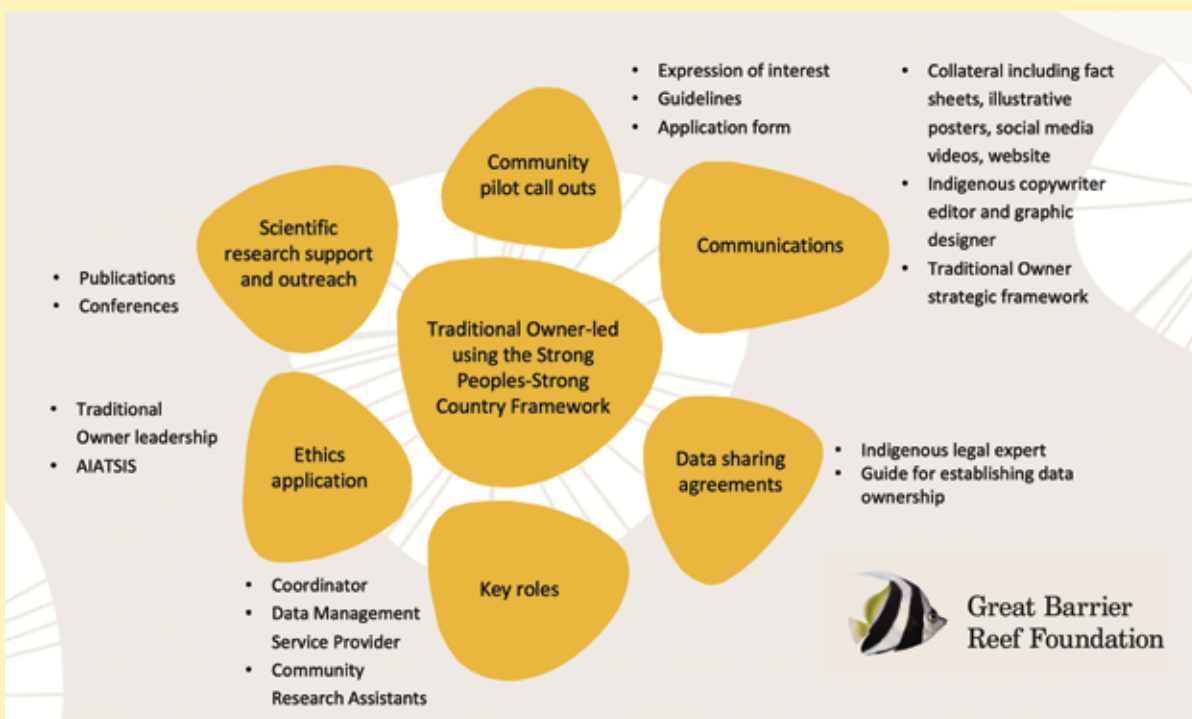 Community
pilot call outs
• Expression of interest
• Guidelines
• Application form
Communications
• Collateral including fact
sheets, illustrative
posters, social media
videos, website
• Indigenous copywriter
editor and graphic
designer
• Traditional Owner
strategic framework
Scientific
research support
and outreach
• Publications
• Conferences
Traditional Owner-led
using the Strong
Peoples-Strong
Country Framework
Ethics
application
• Traditional
Owner leadership
• AIATSIS
Data sharing
agreements
• Indigenous legal expert
• Guide for establishing data
ownership
Key roles
• Coordinator
• Data Management
Service Provider
• Community
Research Assistants
Great Barrier
Reef Foundation